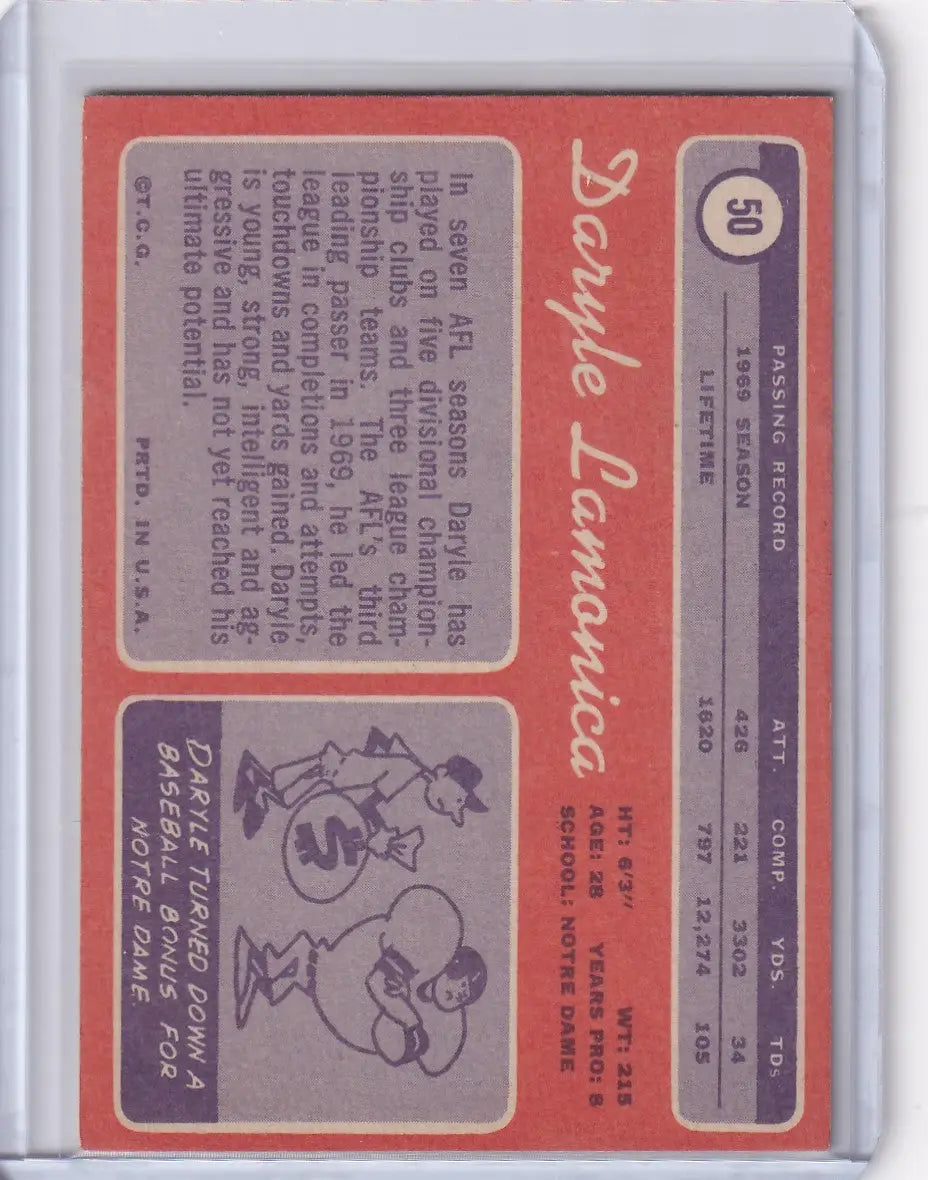 50
PASSING RECORD ATT. COMP. YDS. TDS
1969 SEASON 426 221 3302 34
LIFETIME 1620 797 12,274 105
Daryle Lamonica
HT: 6'3" WT: 215
AGE: 28 YEARS PRO: 8
SCHOOL: NOTRE DAME
In seven AFL seasons Daryle has
played on five divisional champion-
ship clubs and three league cham-
pionship teams. The AFL's third
leading passer in 1969, he led the
league in completions and attempts,
touchdowns and yards gained. Daryle
is young, strong, intelligent and ag-
gressive and has not yet reached his
ultimate potential.
©T.C.G. PRTD. IN U.S.A.
$
DARYLE TURNED DOWN A
BASEBALL BONUS FOR
NOTRE DAME.